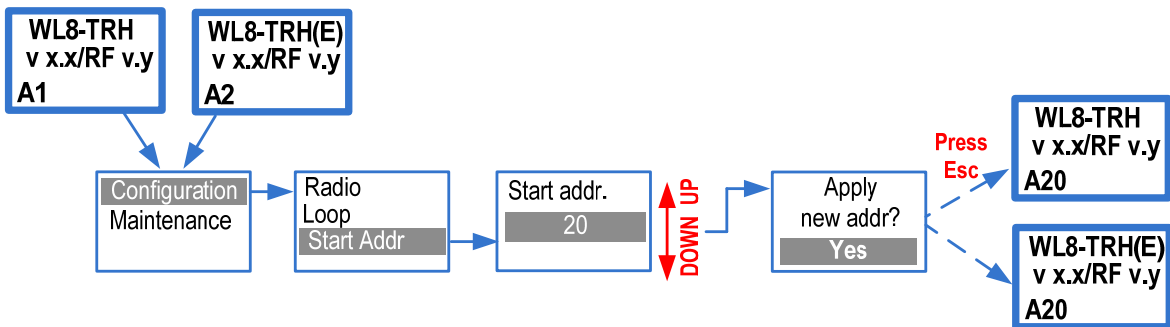 WL8-TRH
v x.x/RF v.y
A1
WL8-TRH(E)
v x.x/RF v.y
A2
Configuration
Maintenance
Radio
Loop
Start Addr
Start addr.
20
DOWN UP
Apply
new addr?
Yes
Press
Esc
WL8-TRH
v x.x/RF v.y
A20
WL8-TRH(E)
v x.x/RF v.y
A20